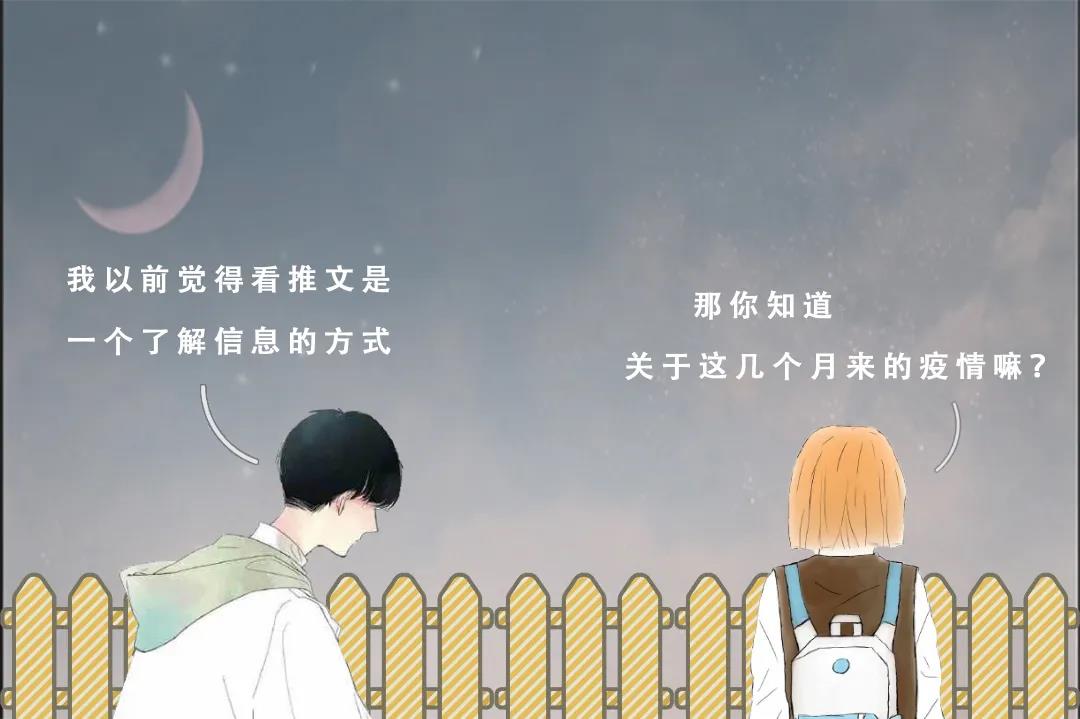 我以前觉得看推文是
一个了解信息的方式
那你知道
关于这几个月来的疫情嘛？